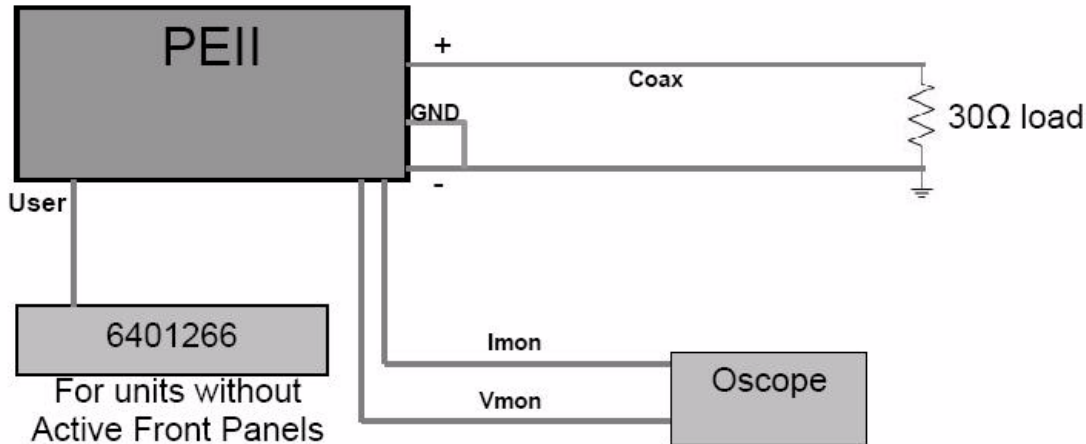 PEII
+
Coax
GND
30Ω load
-
User
6401266
For units without
Active Front Panels
Imon
Oscope
Vmon